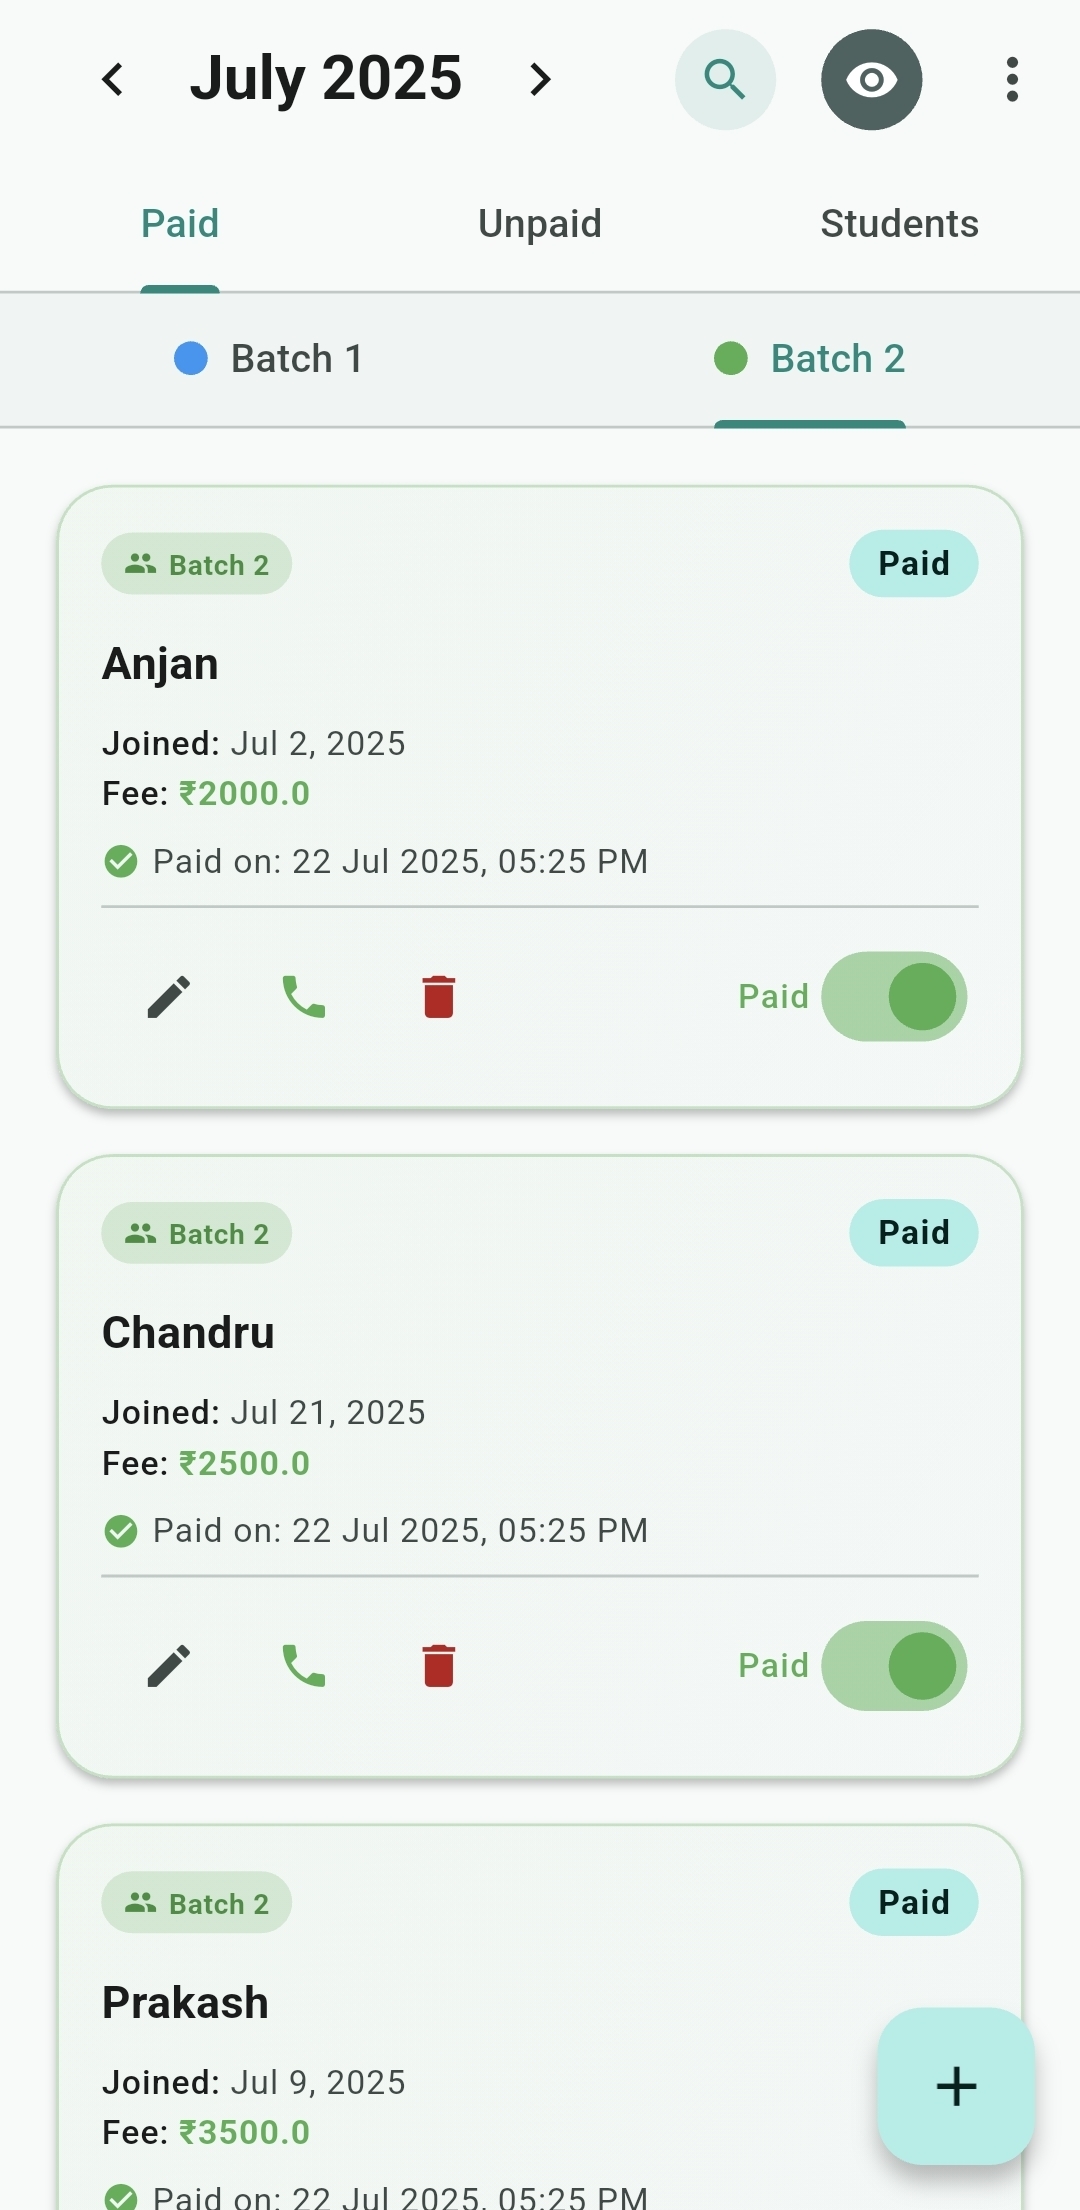 July 2025
Paid Unpaid Students
Batch 1 Batch 2
Batch 2 Paid
Anjan
Joined: Jul 2, 2025
Fee: ₹2000.0
Paid on: 22 Jul 2025, 05:25 PM
Paid
Batch 2 Paid
Chandru
Joined: Jul 21, 2025
Fee: ₹2500.0
Paid on: 22 Jul 2025, 05:25 PM
Paid
Batch 2 Paid
Prakash
Joined: Jul 9, 2025
Fee: ₹3500.0
Paid on: 22 Jul 2025, 05:25 PM